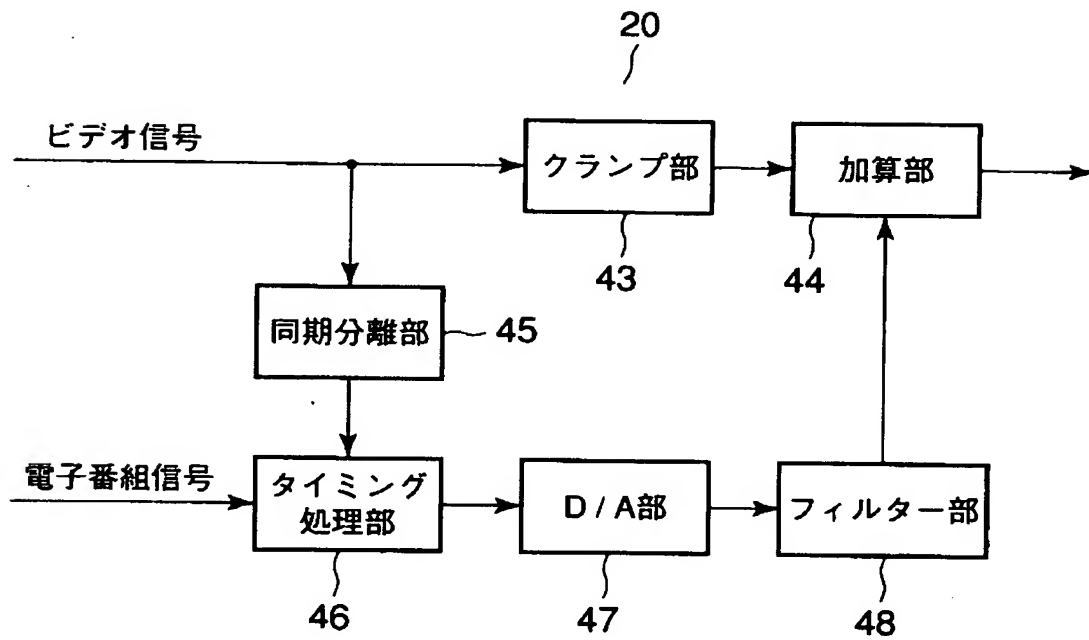 20
ビデオ信号
クランプ部
加算部
43
44
同期分離部
45
電子番組信号
タイミング
処理部
D/A部
フィルター部
46
47
48